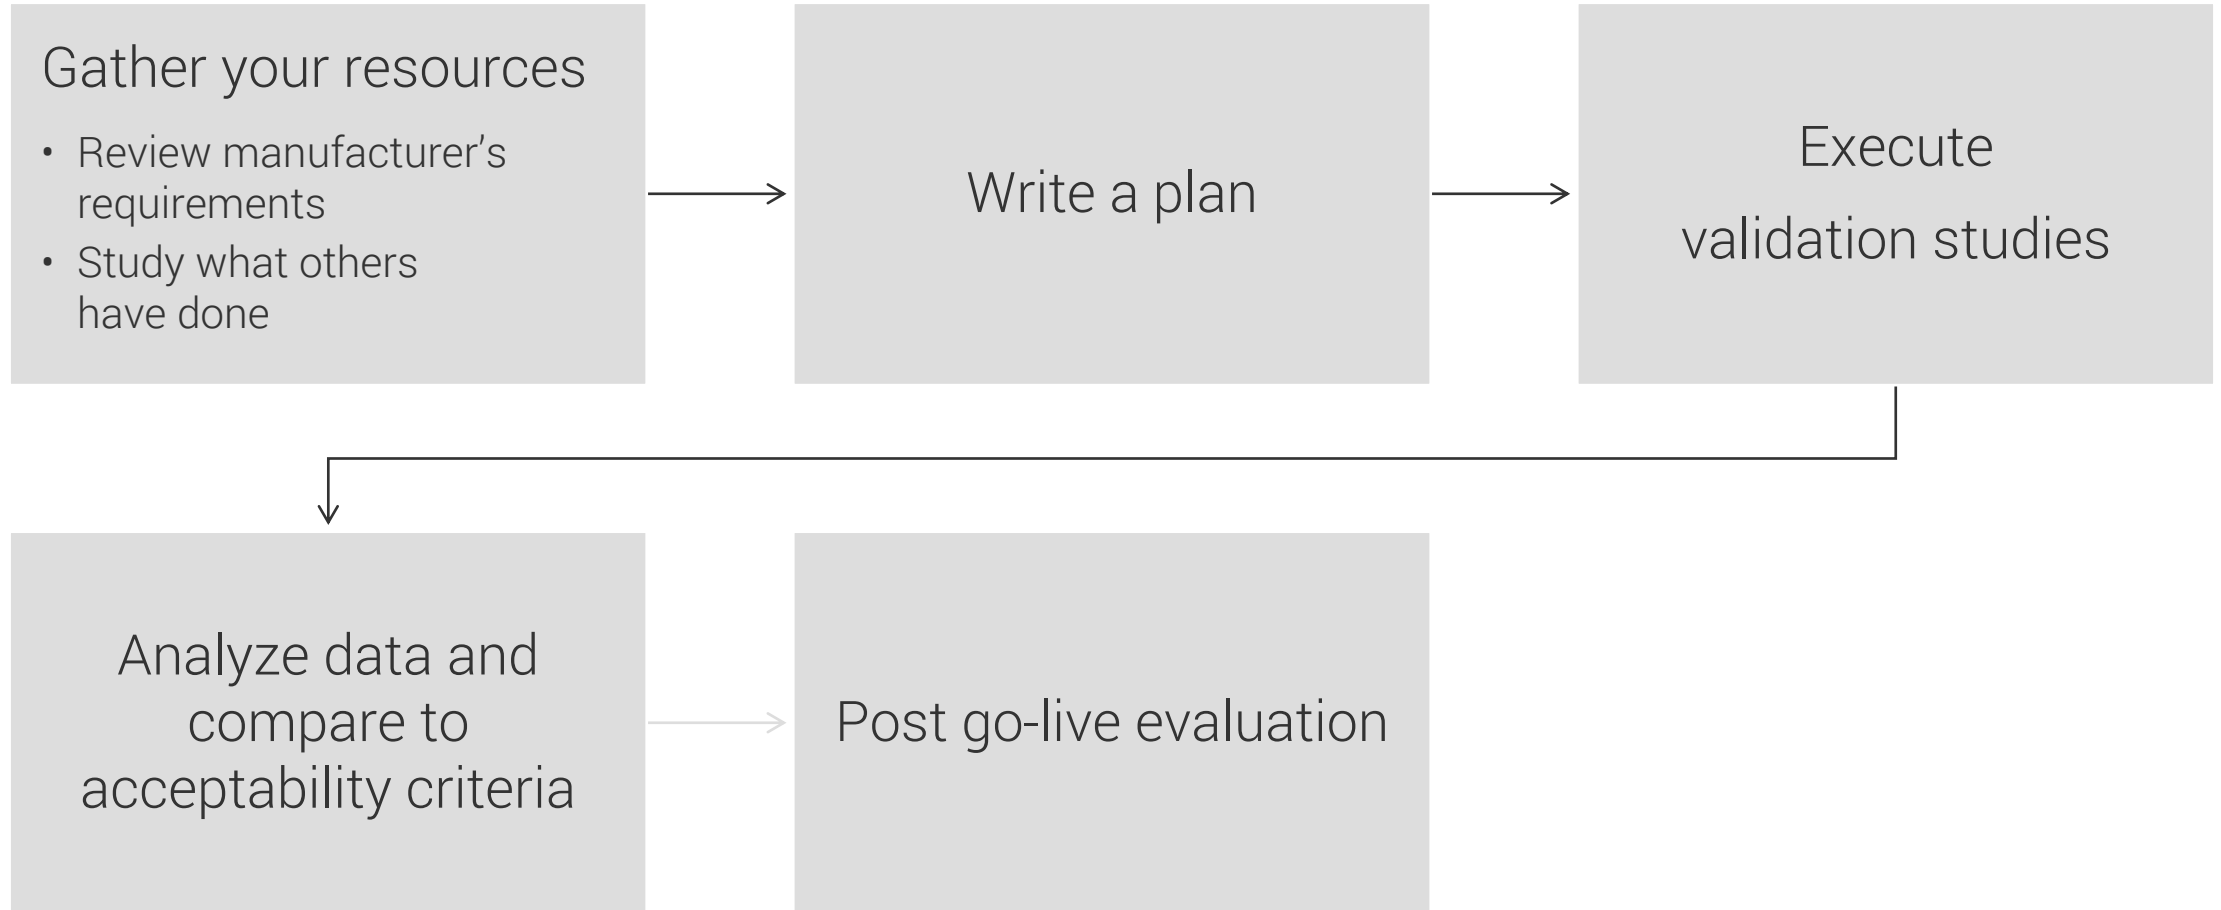 Gather your resources
• Review manufacturer’s
requirements
• Study what others
have done
Write a plan
Execute
validation studies
Analyze data and
compare to
acceptability criteria
Post go-live evaluation